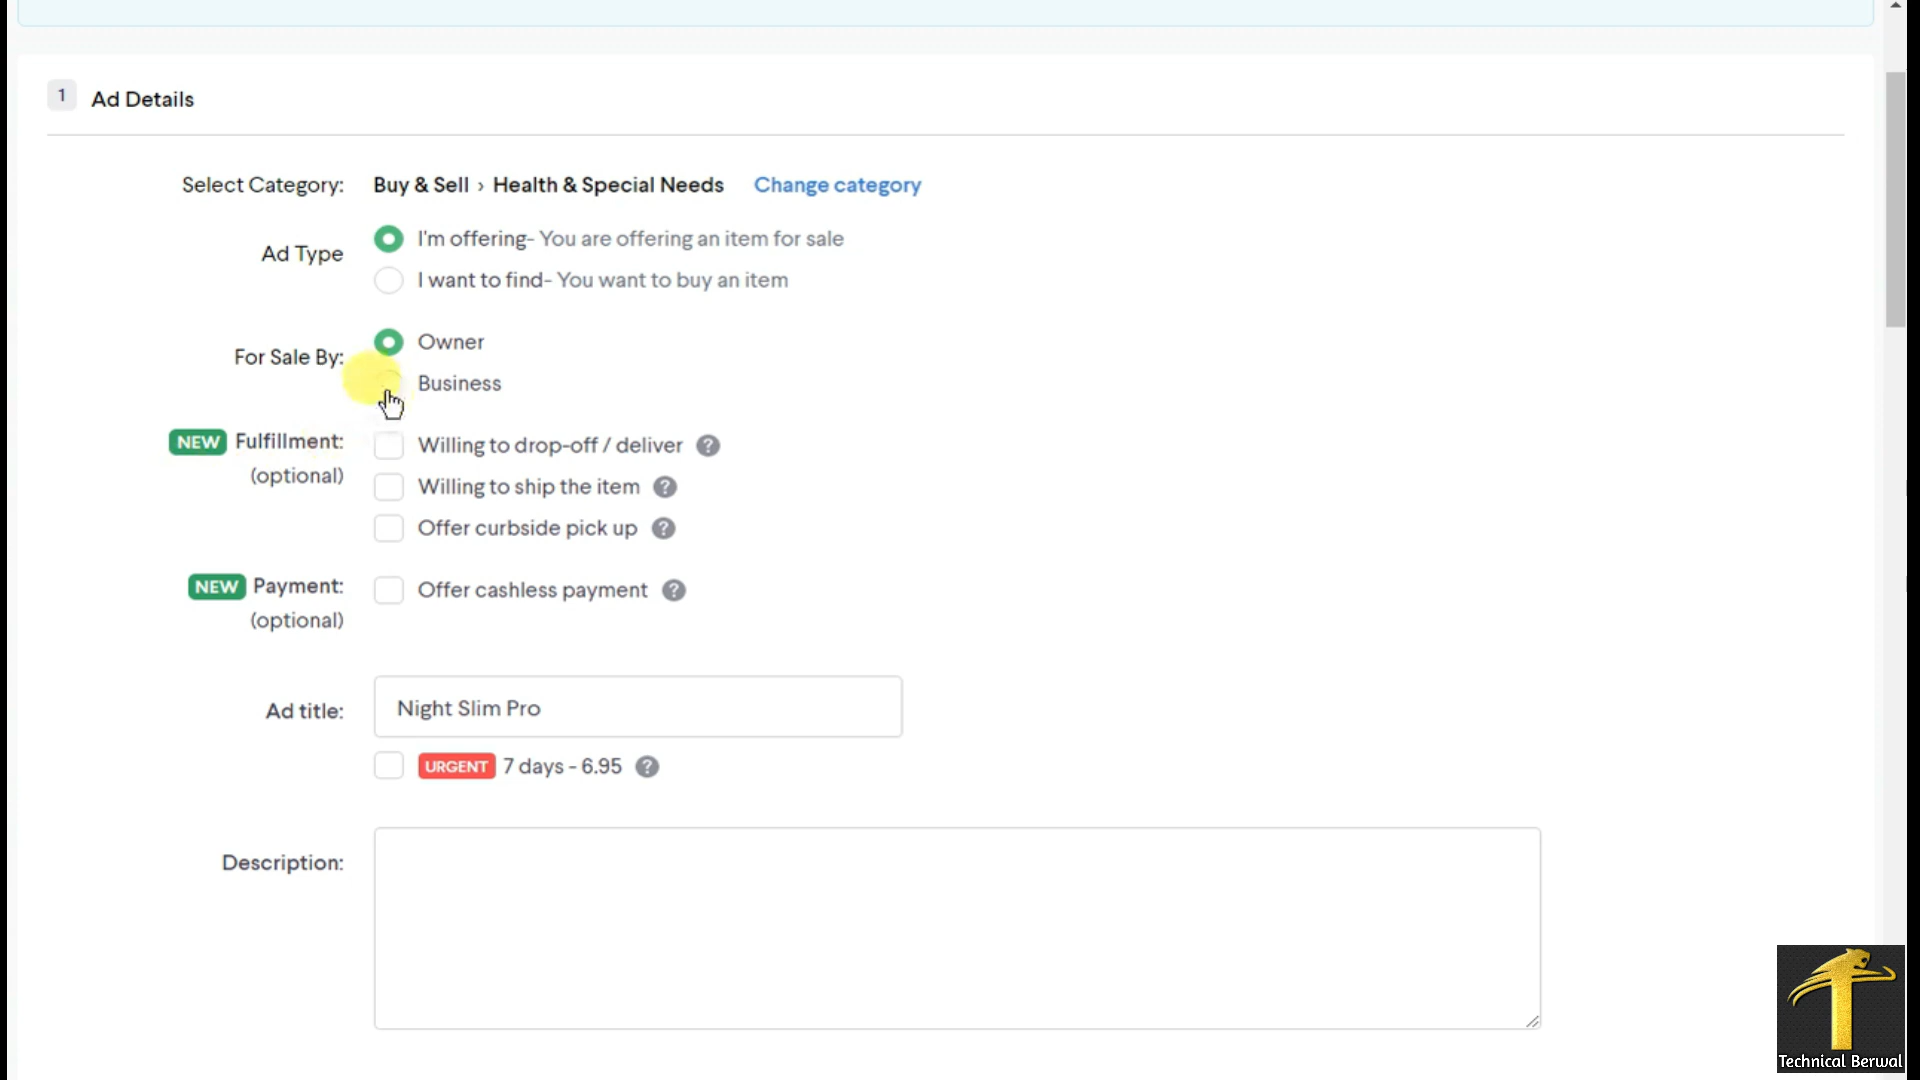 1 Ad Details
Select Category: Buy & Sell › Health & Special Needs Change category
Ad Type
I'm offering- You are offering an item for sale
I want to find- You want to buy an item
For Sale By:
Owner
Business
NEW Fulfillment:
(optional)
Willing to drop-off / deliver ?
Willing to ship the item ?
Offer curbside pick up ?
NEW Payment:
(optional)
Offer cashless payment ?
Ad title: Night Slim Pro
URGENT 7 days - 6.95 ?
Description:
Technical Berwal